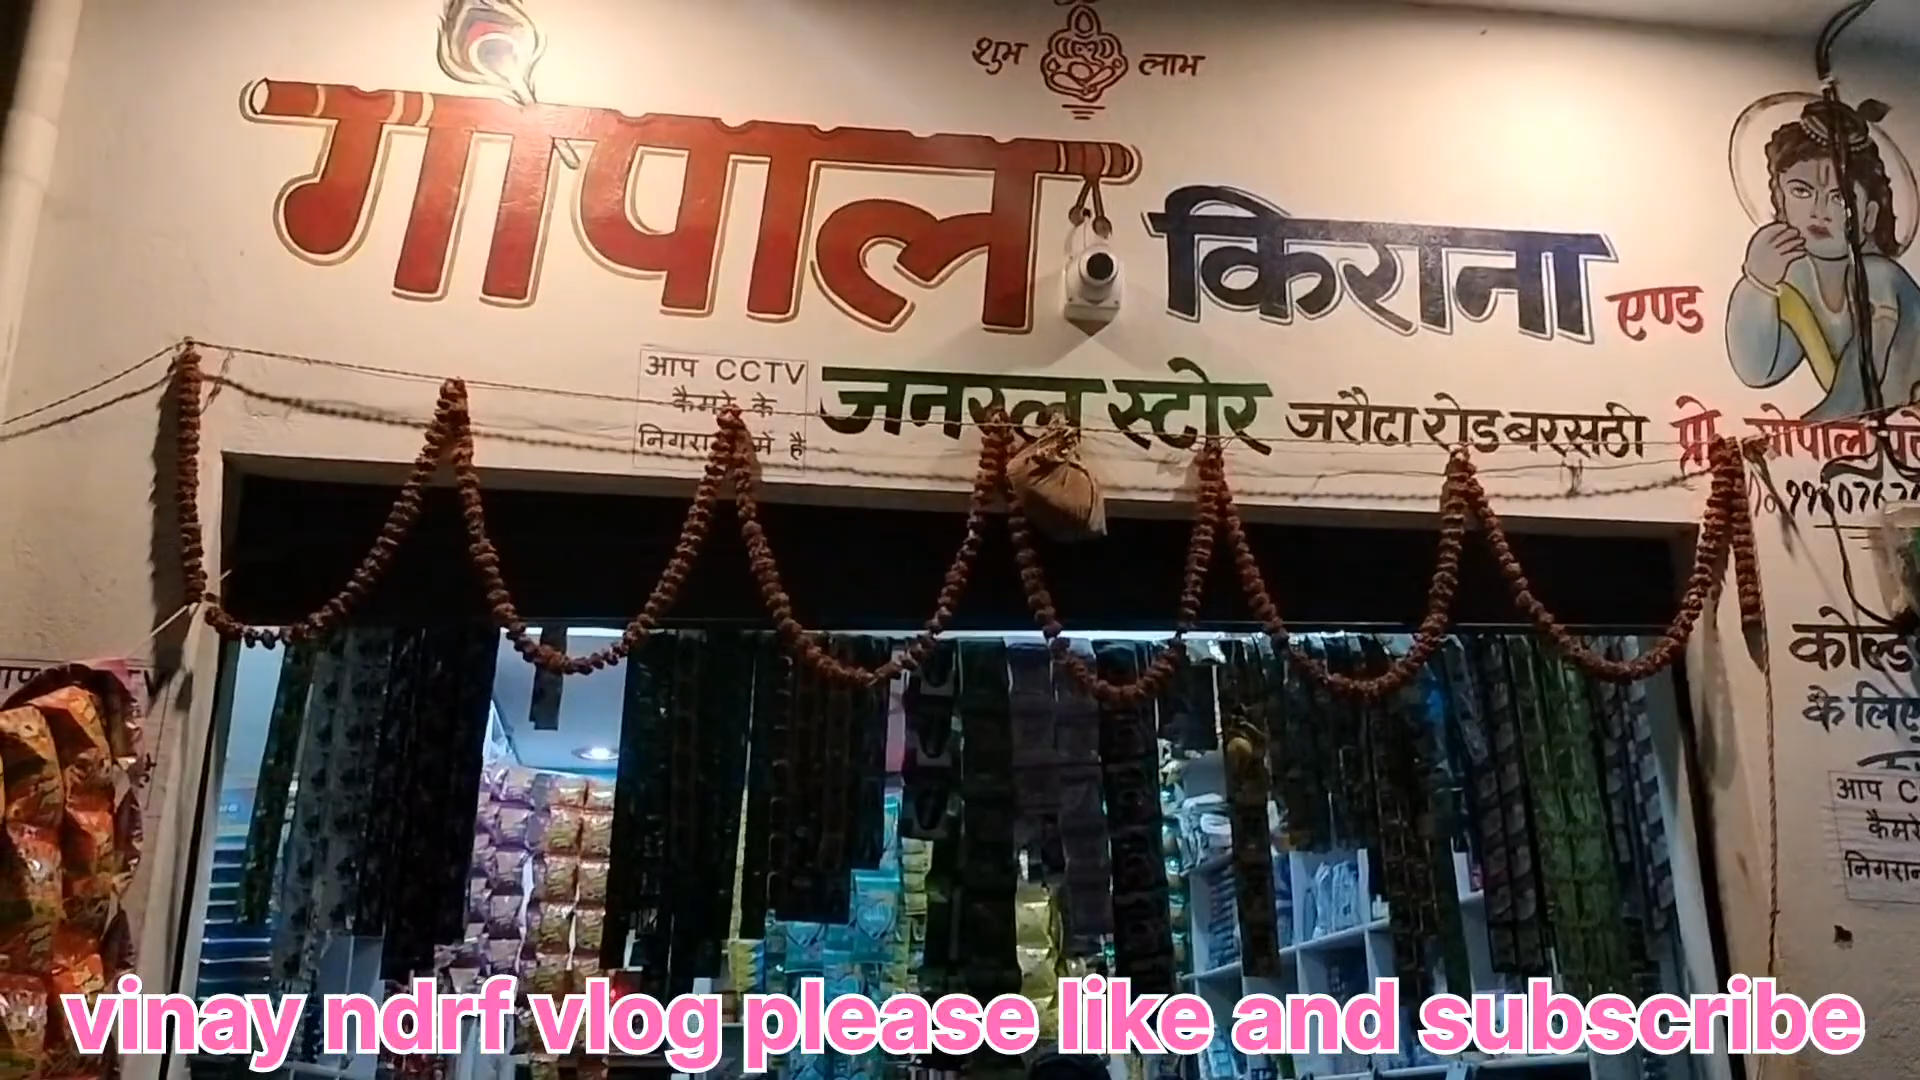 शुभ लाभ
गोपाल किराना एण्ड
जनरल स्टोर जरौटा रोड बरसठी प्रो. गोपाल
आप CCTV
कैमरे के
निगरानी में है
कोल्ड
के लिए
आप C
कैमरे
निगरान
vinay ndrf vlog please like and subscribe